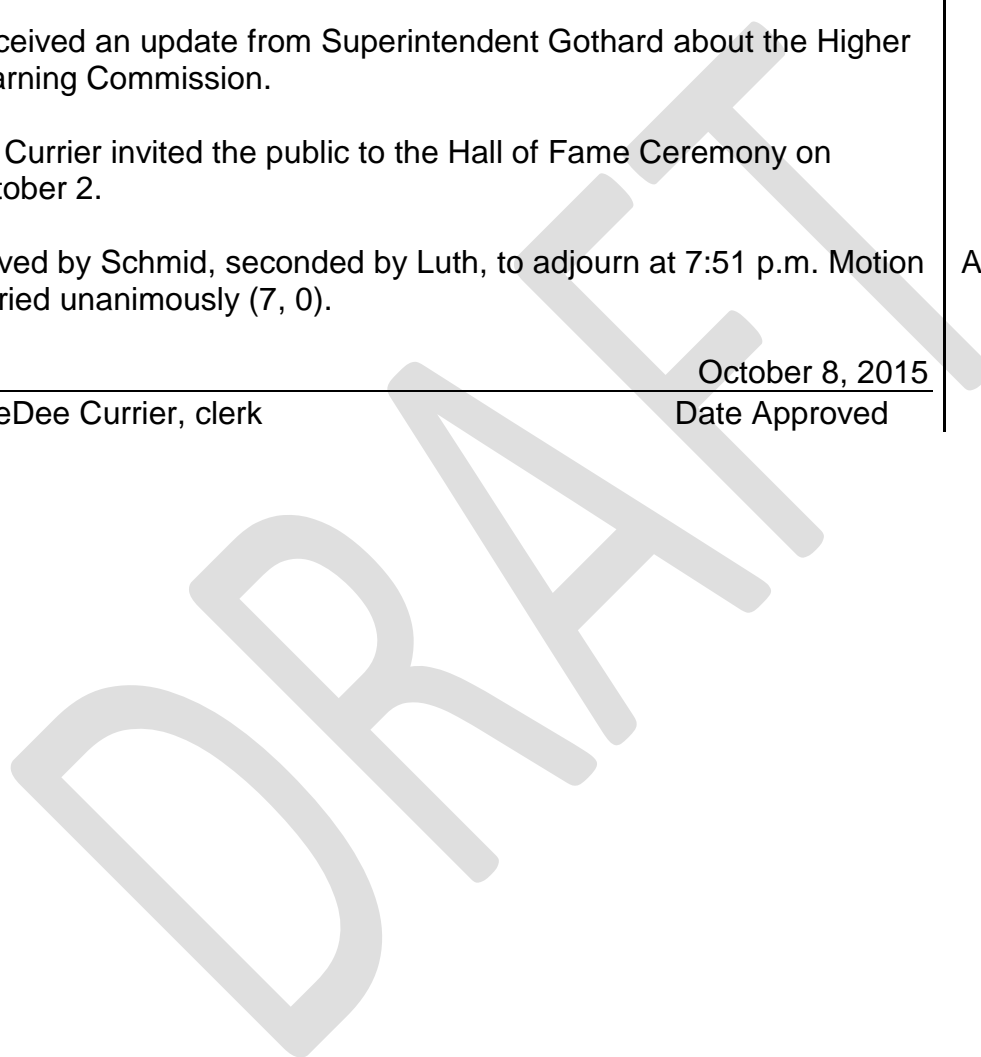 ceived an update from Superintendent Gothard about the Higher
arning Commission.
Currier invited the public to the Hall of Fame Ceremony on
tober 2.
ved by Schmid, seconded by Luth, to adjourn at 7:51 p.m. Motion
ried unanimously (7, 0).
A
October 8, 2015
eDee Currier, clerk Date Approved
DRAFT